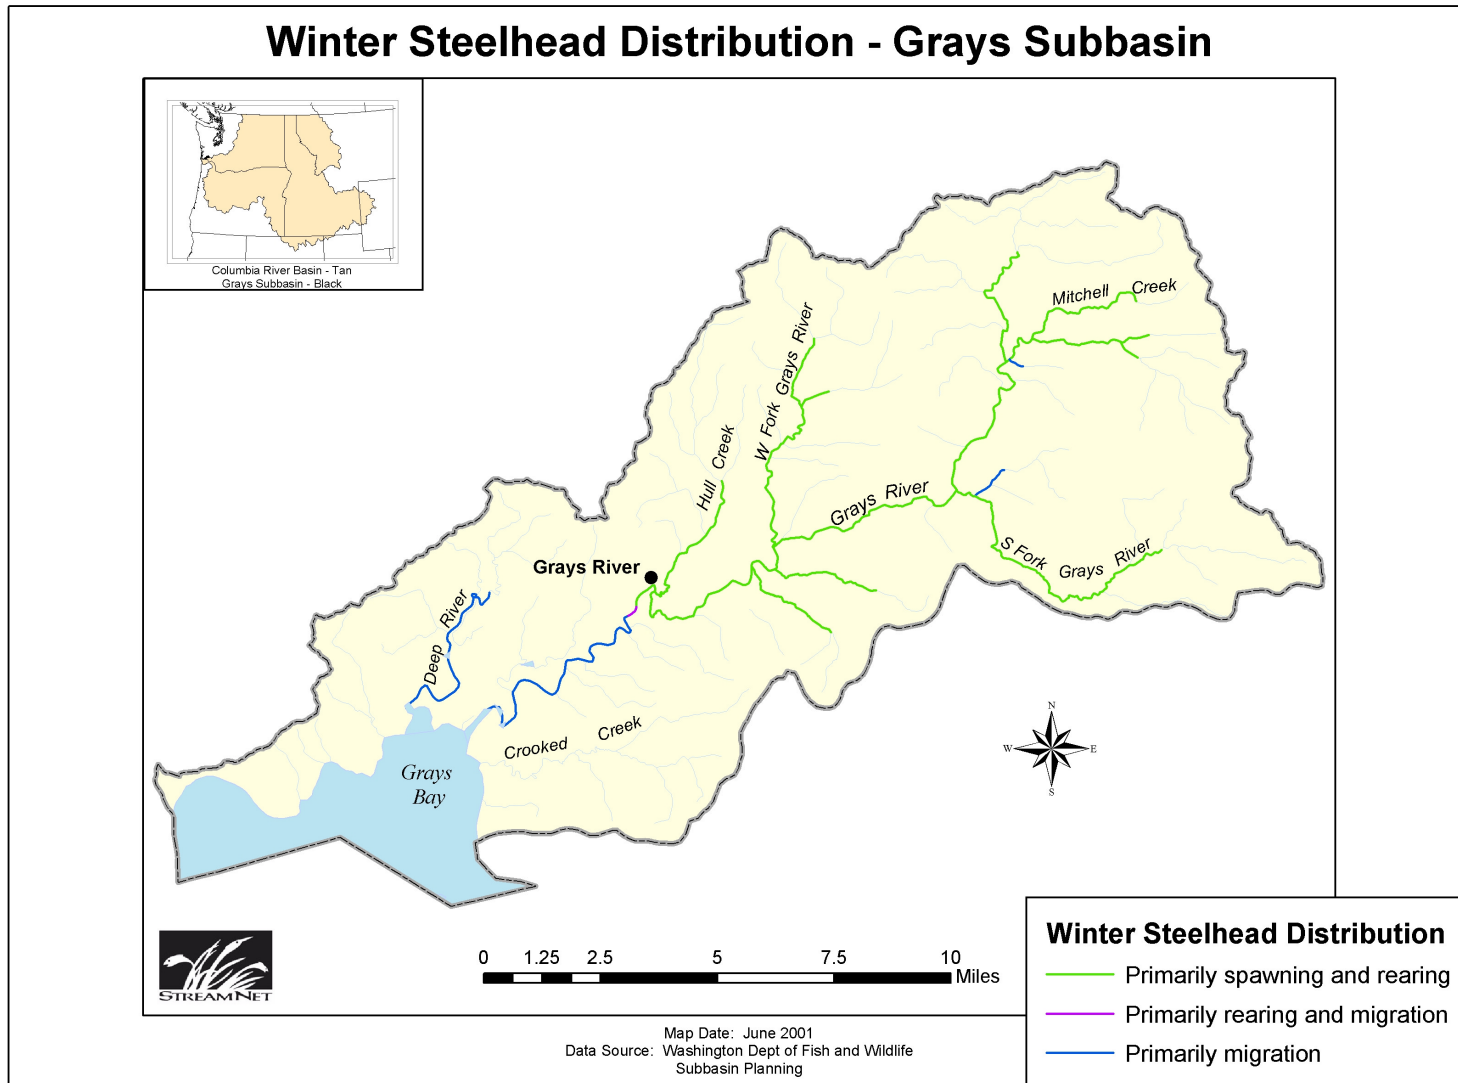 Winter Steelhead Distribution - Grays Subbasin
Columbia River Basin - Tan
Grays Subbasin - Black
Mitchell Creek
W Fork Grays River
Hull Creek
Grays River
S Fork Grays River
Grays River
Deep River
Crooked Creek
Grays
Bay
N
W
E
S
STREAMNET
0 1.25 2.5 5 7.5 10
Miles
Winter Steelhead Distribution
Primarily spawning and rearing
Primarily rearing and migration
Primarily migration
Map Date: June 2001
Data Source: Washington Dept of Fish and Wildlife
Subbasin Planning